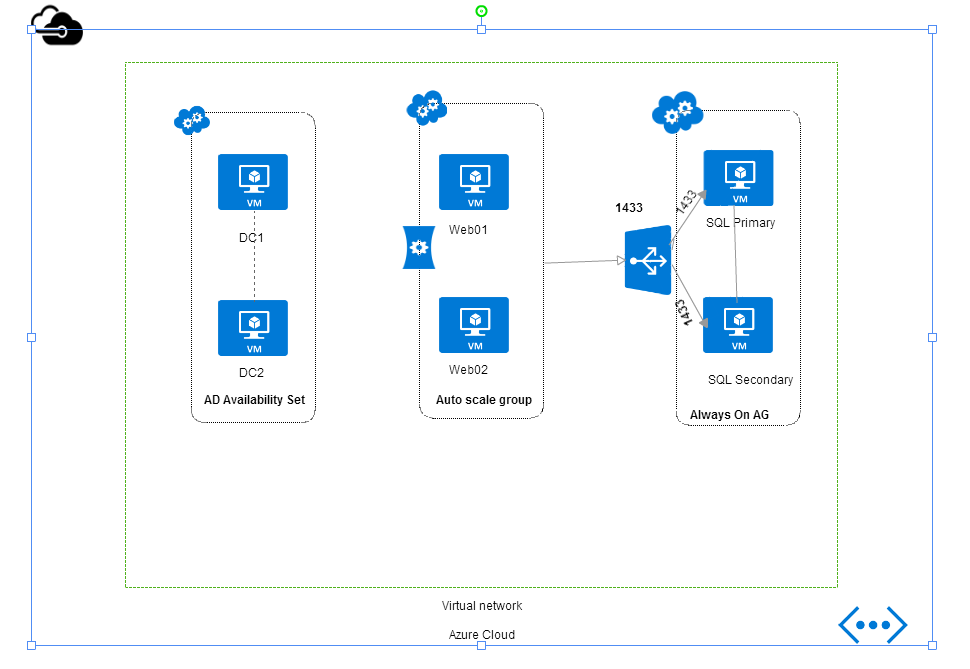 VM
DC1
VM
DC2
AD Availability Set
VM
Web01
VM
Web02
Auto scale group
1433
1433
1433
VM
SQL Primary
VM
SQL Secondary
Always On AG
Virtual network
Azure Cloud